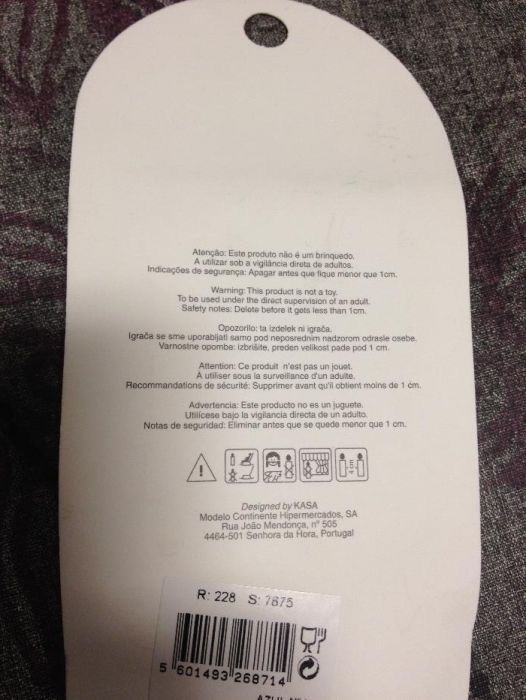 Atenção: Este produto não é um brinquedo.
A utilizar sob a vigilância direta de adultos.
Indicações de segurança: Apagar antes que fique menor que 1cm.
Warning: This product is not a toy.
To be used under the direct supervision of an adult.
Safety notes: Delete before it gets less than 1cm.
Opozorilo: ta izdelek ni igrača.
Igrača se sme uporabljati samo pod neposrednim nadzorom odrasle osebe.
Varnostne opombe: Izbrišite, preden velikost pade pod 1 cm.
Attention: Ce produit n'est pas un jouet.
À utiliser sous la surveillance d'un adulte.
Recommandations de sécurité: Supprimer avant qu'il obtient moins de 1 cm.
Advertencia: Este producto no es un juguete.
Utilícese bajo la vigilancia directa de un adulto.
Notas de seguridad: Eliminar antes que se quede menor que 1 cm.
4 cm
Designed by KASA
Modelo Continente Hipermercados, SA
Rua João Mendonça, nº 505
4464-501 Senhora da Hora, Portugal
R: 228 S: 7875
5 601493 268714